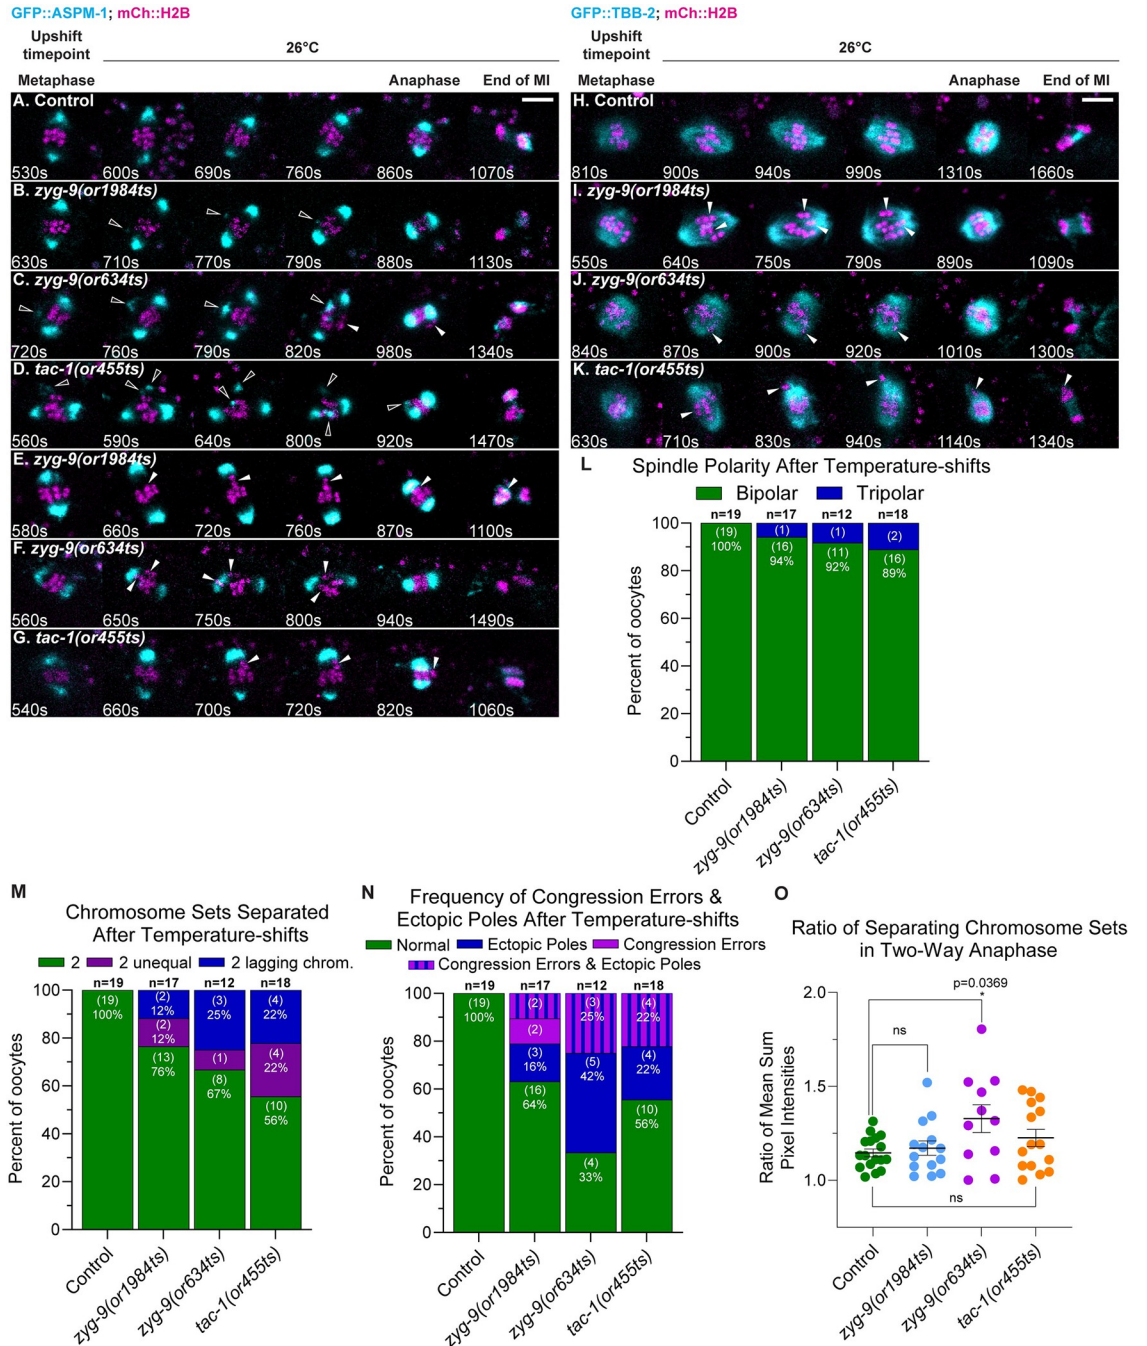 GFP::ASPM-1; mCh::H2B
Upshift
timepoint
26°C
Metaphase
Anaphase
End of MI
A. Control
530s 600s 690s 760s 860s 1070s
B. zyg-9(or1984ts)
630s 710s 770s 790s 880s 1130s
C. zyg-9(or634ts)
720s 760s 790s 820s 980s 1340s
D. tac-1(or455ts)
560s 590s 640s 800s 920s 1470s
E. zyg-9(or1984ts)
580s 660s 720s 760s 870s 1100s
F. zyg-9(or634ts)
560s 650s 750s 800s 940s 1490s
G. tac-1(or455ts)
540s 660s 700s 720s 820s 1060s
GFP::TBB-2; mCh::H2B
Upshift
timepoint
26°C
Metaphase
Anaphase
End of MI
H. Control
810s 900s 940s 990s 1310s 1660s
I. zyg-9(or1984ts)
550s 640s 750s 790s 890s 1090s
J. zyg-9(or634ts)
840s 870s 900s 920s 1010s 1300s
K. tac-1(or455ts)
630s 710s 830s 940s 1140s 1340s
L
Spindle Polarity After Temperature-shifts
Bipolar Tripolar
n=19 n=17 n=12 n=18
100
80
60
40
20
0
Percent of oocytes
(19)
100%
(1)
(16)
94%
(1)
(11)
92%
(2)
(16)
89%
Control
zyg-9(or1984ts)
zyg-9(or634ts)
tac-1(or455ts)
M
Chromosome Sets Separated
After Temperature-shifts
2 2 unequal 2 lagging chrom.
n=19 n=17 n=12 n=18
100
80
60
40
20
0
Percent of oocytes
(19)
100%
(2)
12%
(2)
12%
(13)
76%
(3)
25%
(1)
(8)
67%
(4)
22%
(4)
22%
(10)
56%
Control
zyg-9(or1984ts)
zyg-9(or634ts)
tac-1(or455ts)
N
Frequency of Congression Errors &
Ectopic Poles After Temperature-shifts
Normal Ectopic Poles Congression Errors
Congression Errors & Ectopic Poles
n=19 n=17 n=12 n=18
100
80
60
40
20
0
Percent of oocytes
(19)
100%
(2)
(2)
(3)
16%
(16)
64%
(3)
25%
(5)
42%
(4)
33%
(4)
22%
(4)
22%
(10)
56%
Control
zyg-9(or1984ts)
zyg-9(or634ts)
tac-1(or455ts)
O
Ratio of Separating Chromosome Sets
in Two-Way Anaphase
p=0.0369
*
ns
ns
2.0
1.5
1.0
Ratio of Mean Sum
Pixel Intensities
Control
zyg-9(or1984ts)
zyg-9(or634ts)
tac-1(or455ts)